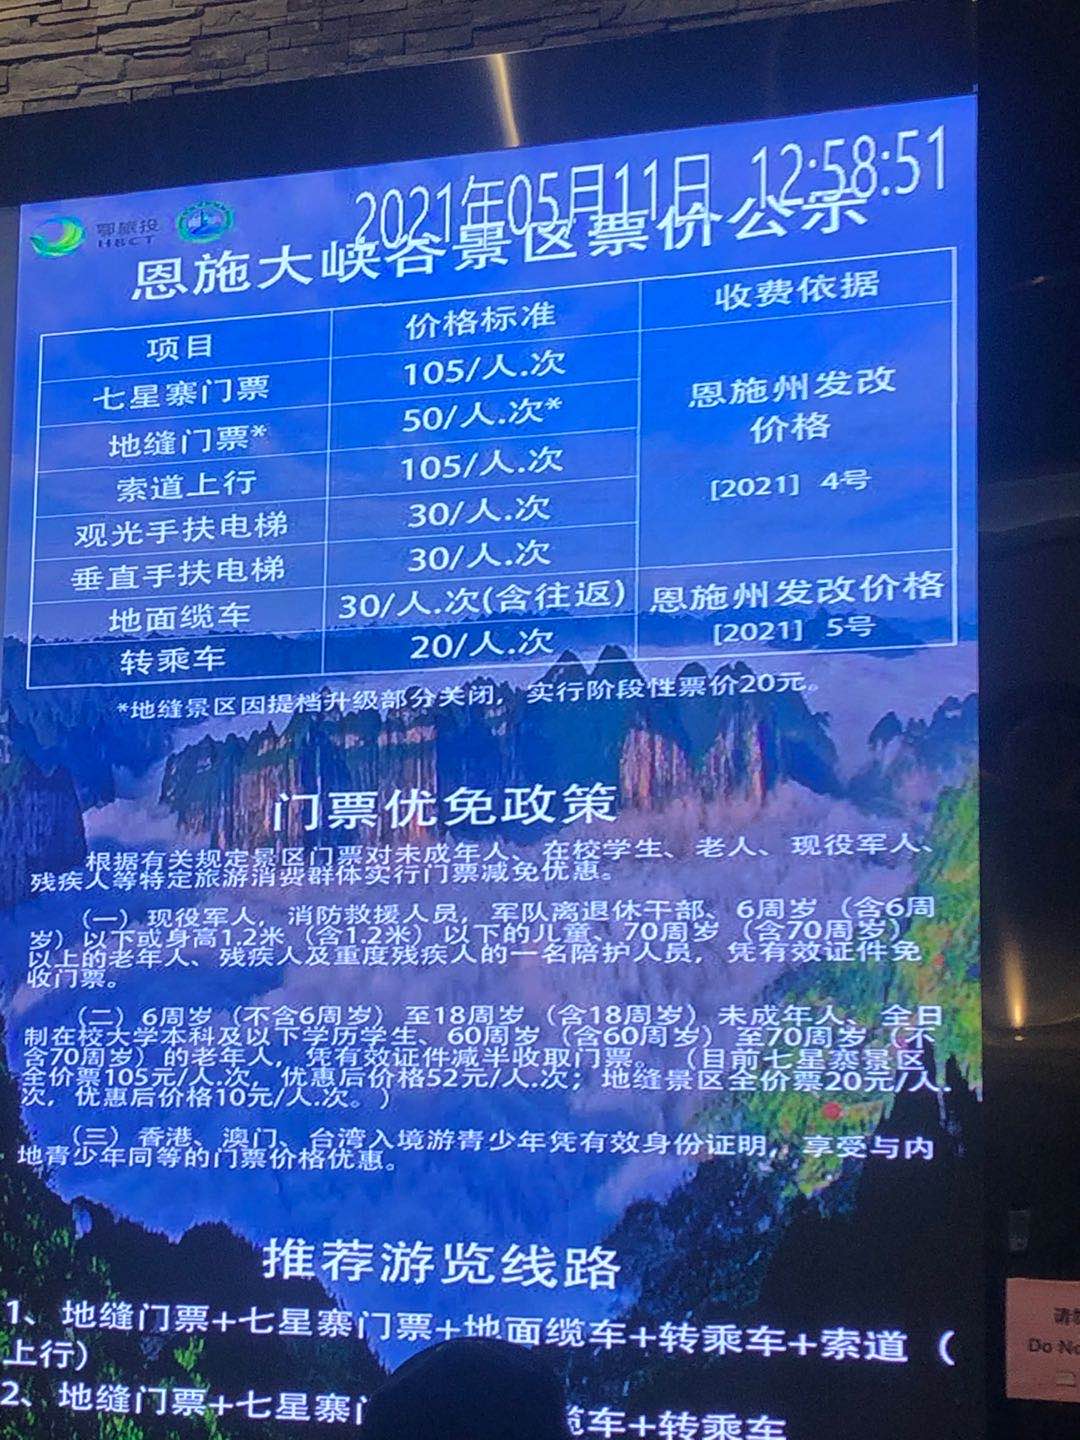 2021年05月11日 12:58:51
鄂旅投
HBCT
恩施大峡谷景区票价公示
项目 价格标准 收费依据
七星寨门票 105/人.次
地缝门票* 50/人.次*
索道上行 105/人.次
观光手扶电梯 30/人.次
垂直手扶电梯 30/人.次
恩施州发改
价格
[2021] 4号
地面缆车 30/人.次(含往返)
转乘车 20/人.次
恩施州发改价格
[2021] 5号
*地缝景区因提档升级部分关闭，实行阶段性票价20元。
门票优免政策
根据有关规定景区门票对未成年人、在校学生、老人、现役军人、
残疾人等特定旅游消费群体实行门票减免优惠。
（一）现役军人，消防救援人员，军队离退休干部、6周岁（含6周
岁）以下或身高1.2米（含1.2米）以下的儿童、70周岁（含70周岁）
以上的老年人、残疾人及重度残疾人的一名陪护人员，凭有效证件免
收门票。
（二）6周岁（不含6周岁）至18周岁（含18周岁）未成年人、全日
制在校大学本科及以下学历学生、60周岁（含60周岁）至70周岁（不
含70周岁）的老年人，凭有效证件减半收取门票。（目前七星寨景区
全价票105元/人.次，优惠后价格52元/人.次；地缝景区全价票20元/人.
次，优惠后价格10元/人.次。）
（三）香港、澳门、台湾入境游青少年凭有效身份证明，享受与内
地青少年同等的门票价格优惠。
推荐游览线路
1、地缝门票+七星寨门票+地面缆车+转乘车+索道（
上行）
2、地缝门票+七星寨门 缆车+转乘车
请
Do No